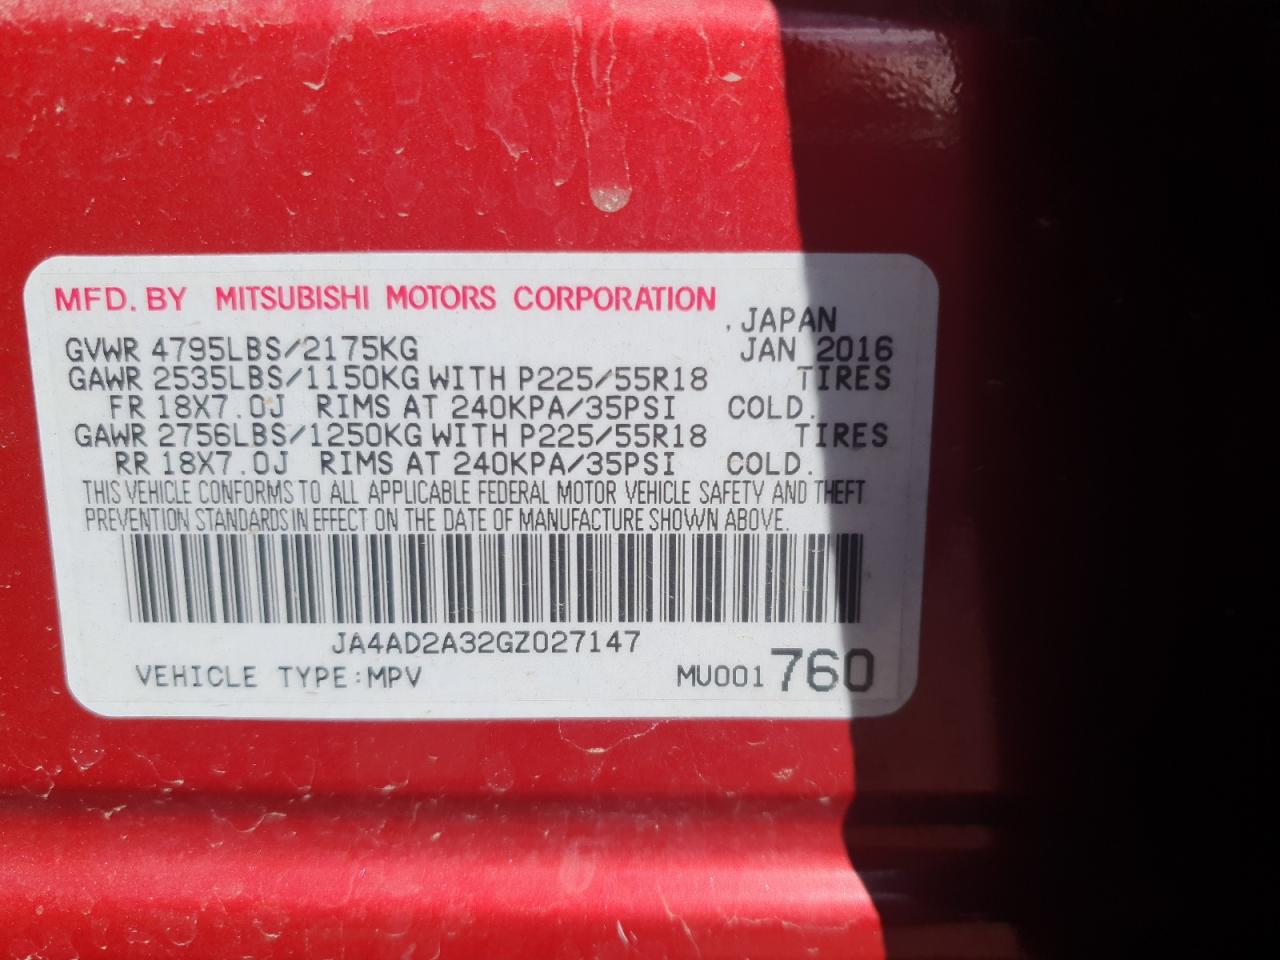 MFD. BY MITSUBISHI MOTORS CORPORATION
, JAPAN
GVWR 4795LBS/2175KG JAN 2016
GAWR 2535LBS/1150KG WITH P225/55R18 TIRES
FR 18X7.0J RIMS AT 240KPA/35PSI COLD.
GAWR 2756LBS/1250KG WITH P225/55R18 TIRES
RR 18X7.0J RIMS AT 240KPA/35PSI COLD.
THIS VEHICLE CONFORMS TO ALL APPLICABLE FEDERAL MOTOR VEHICLE SAFETY AND THEFT
PREVENTION STANDARDS IN EFFECT ON THE DATE OF MANUFACTURE SHOWN ABOVE.
JA4AD2A32GZ027147
VEHICLE TYPE:MPV MU001760